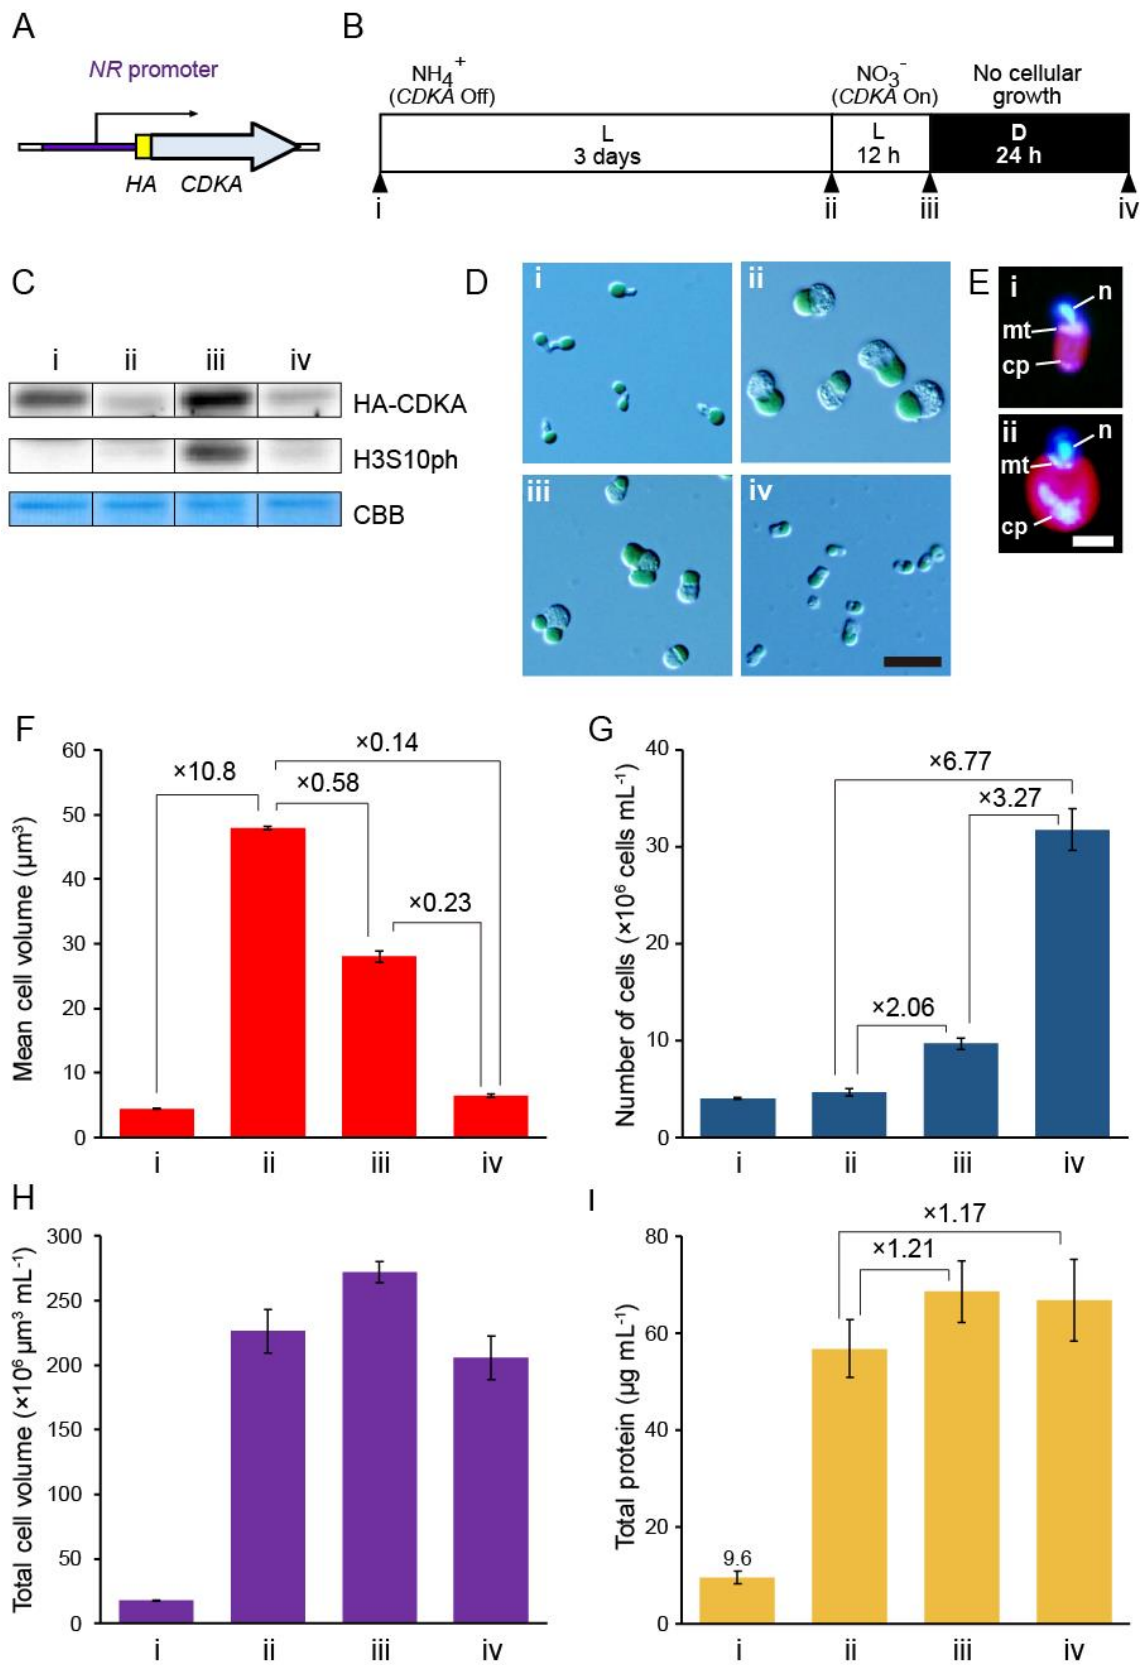 A
NR promoter
HA CDKA
B
NH₄⁺
(CDKA Off)
NO₃⁻
(CDKA On)
No cellular
growth
L
3 days
L
12 h
D
24 h
i ii iii iv
C
i ii iii iv
HA-CDKA
H3S10ph
CBB
D
i
ii
iii
iv
E
i
n
mt
cp
ii
n
mt
cp
F
×0.14
×10.8
×0.58
×0.23
Mean cell volume (µm³)
60
50
40
30
20
10
0
i ii iii iv
G
×6.77
×3.27
×2.06
Number of cells (×10⁶ cells mL⁻¹)
40
30
20
10
0
i ii iii iv
H
Total cell volume (×10⁶ µm³ mL⁻¹)
300
250
200
150
100
50
0
i ii iii iv
I
×1.17
×1.21
9.6
Total protein (µg mL⁻¹)
80
60
40
20
0
i ii iii iv